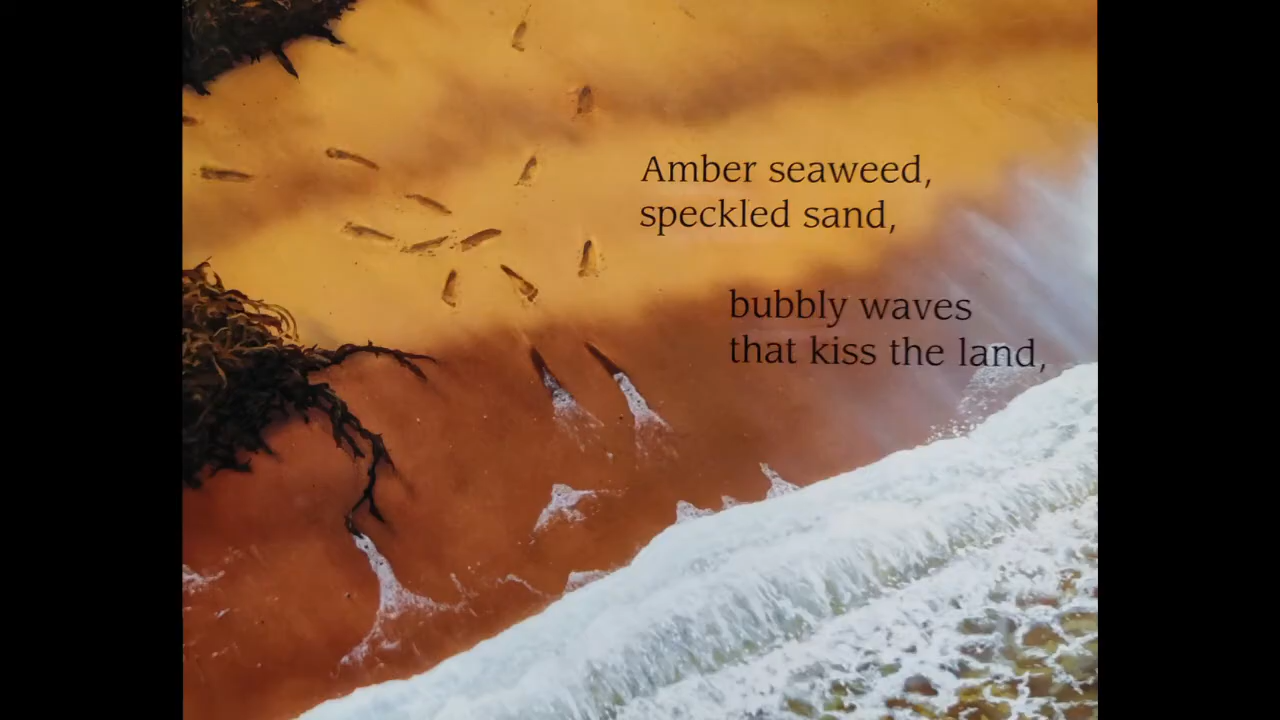 Amber seaweed,
speckled sand,
bubbly waves
that kiss the land,